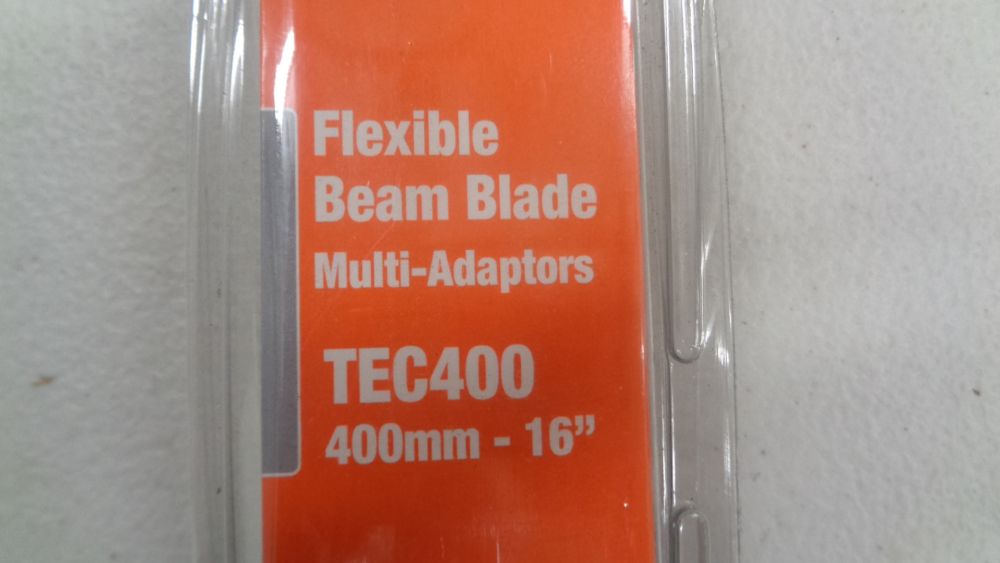 Flexible
Beam Blade
Multi-Adaptors
TEC400
400mm - 16”